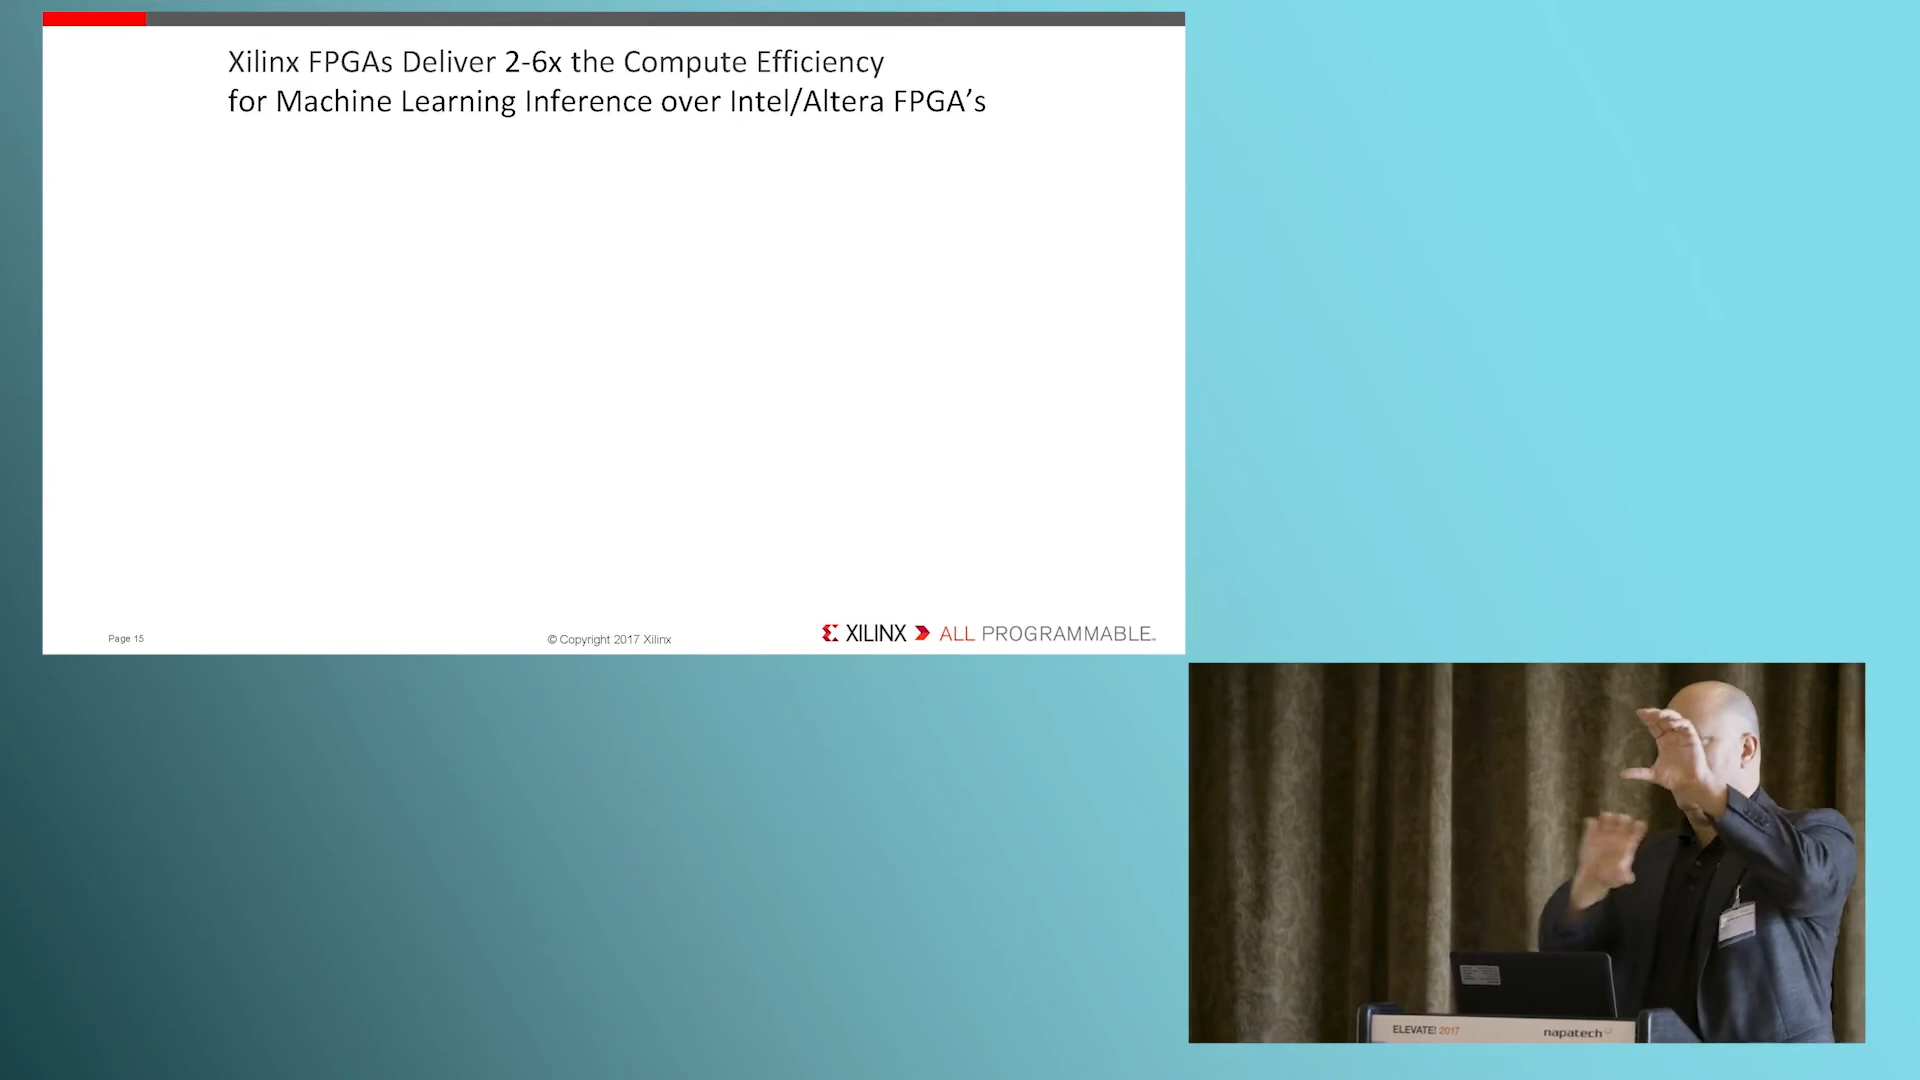 Xilinx FPGAs Deliver 2-6x the Compute Efficiency
for Machine Learning Inference over Intel/Altera FPGA’s
Page 15
© Copyright 2017 Xilinx
XILINX ALL PROGRAMMABLE™
ELEVATE! 2017
napatech